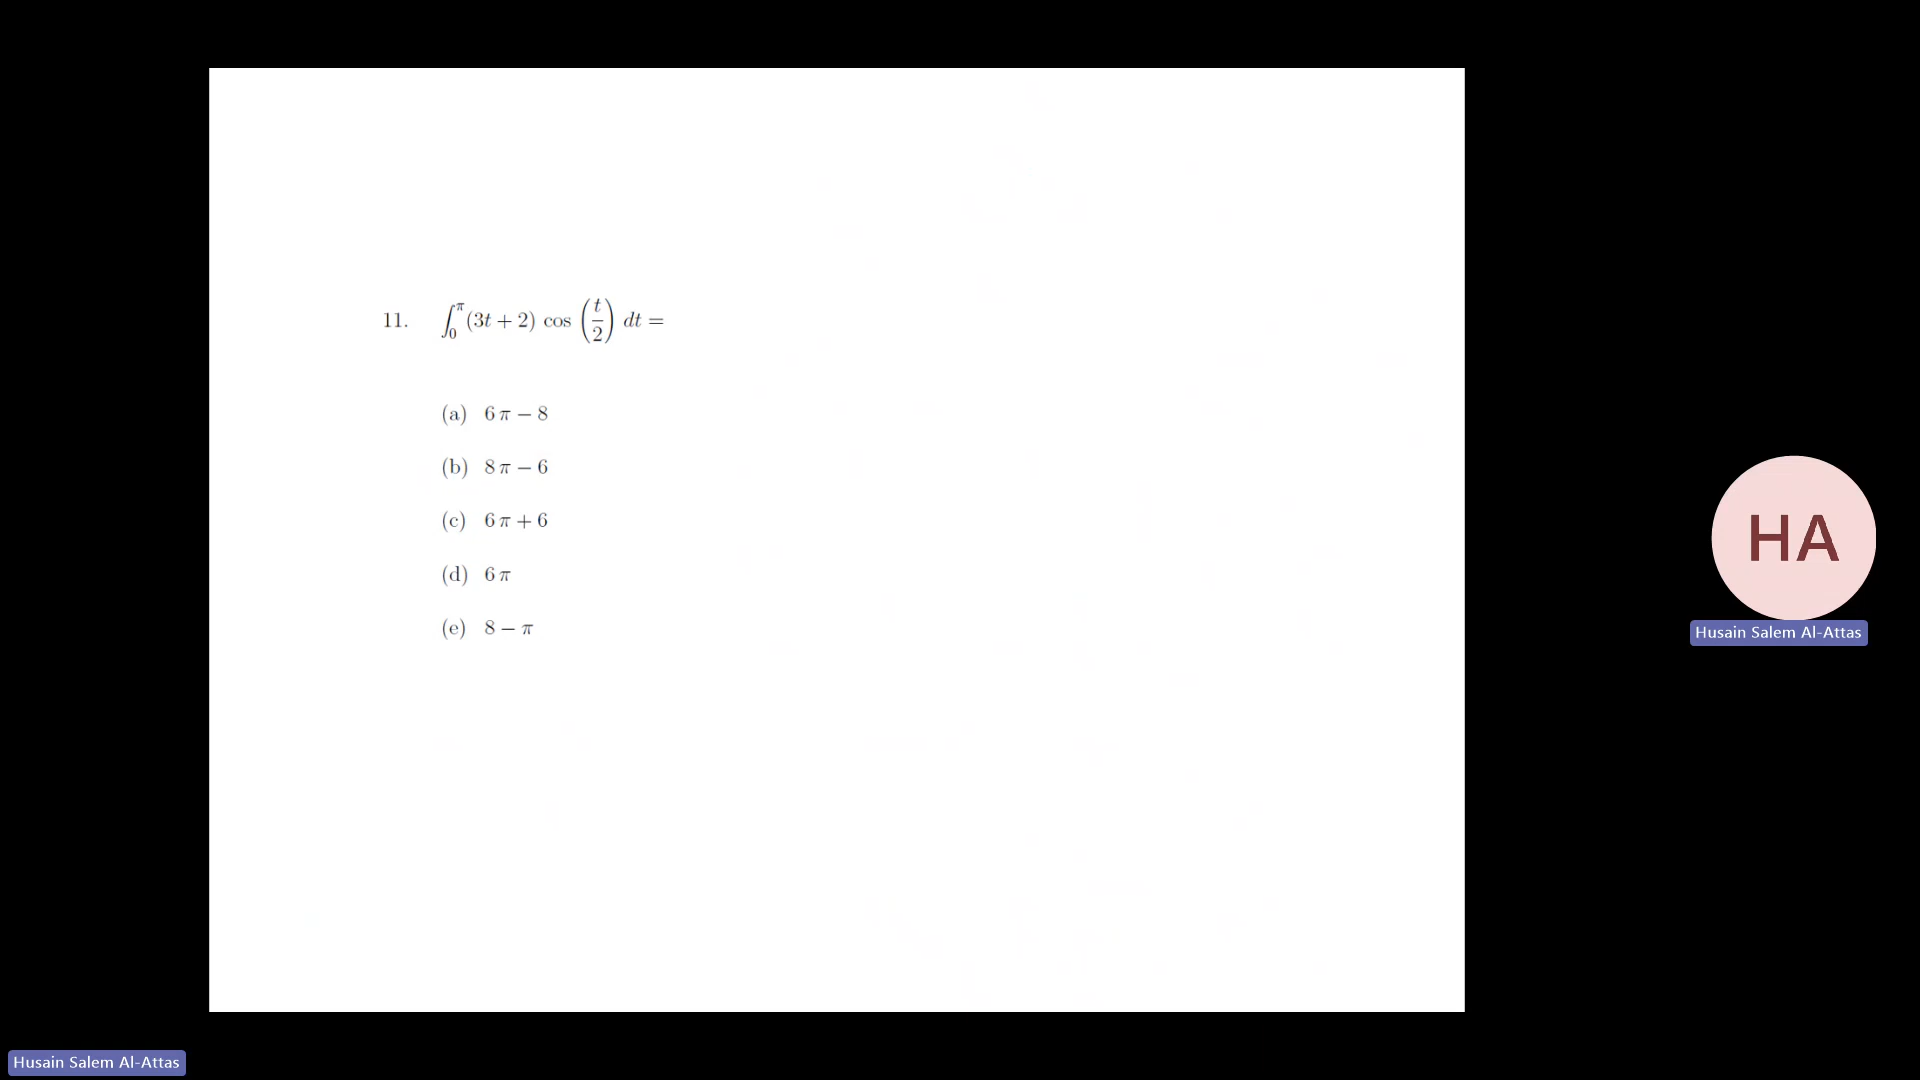 11. ∫₀^π (3t + 2) cos (t/2) dt =
(a) 6π − 8
(b) 8π − 6
(c) 6π + 6
(d) 6π
(e) 8 − π
HA
Husain Salem Al-Attas
Husain Salem Al-Attas